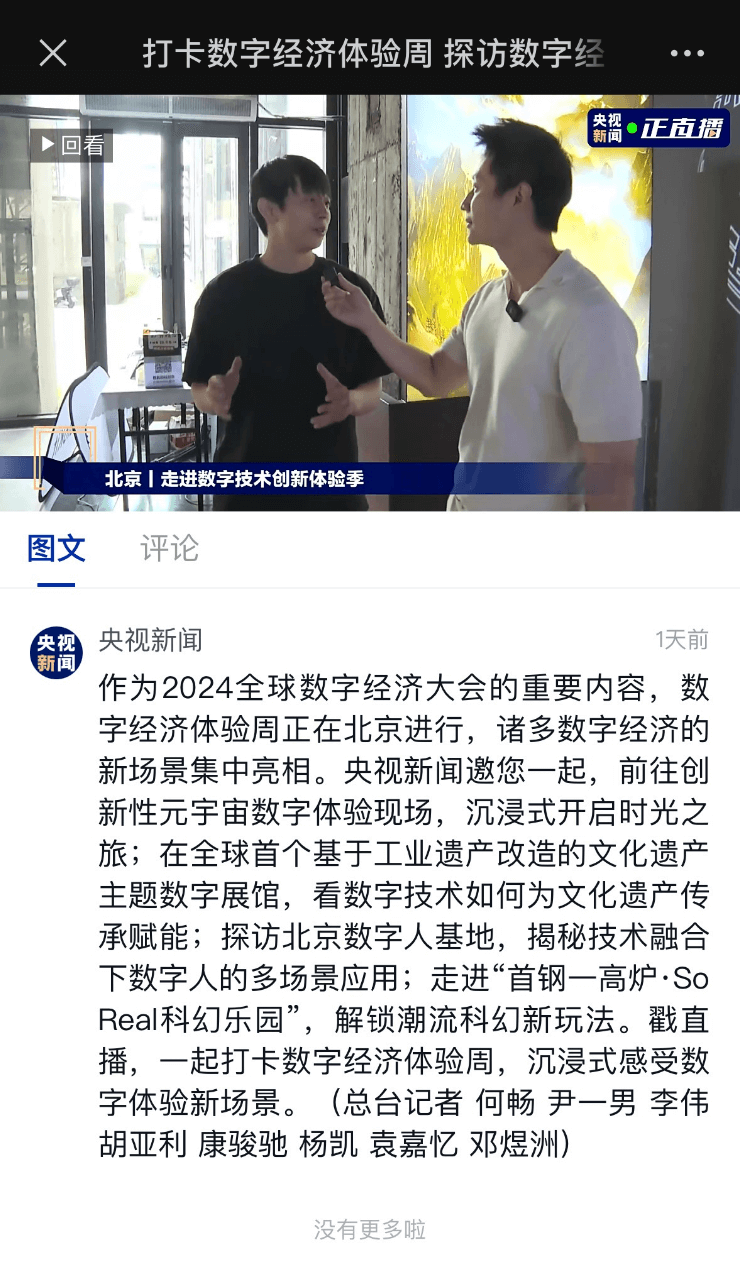 打卡数字经济体验周 探访数字经
回看
央视
新闻
正直播
北京丨走进数字技术创新体验季
图文 评论
央视
新闻
央视新闻 1天前
作为2024全球数字经济大会的重要内容，数
字经济体验周正在北京进行，诸多数字经济的
新场景集中亮相。央视新闻邀您一起，前往创
新性元宇宙数字体验现场，沉浸式开启时光之
旅；在全球首个基于工业遗产改造的文化遗产
主题数字展馆，看数字技术如何为文化遗产传
承赋能；探访北京数字人基地，揭秘技术融合
下数字人的多场景应用；走进“首钢一高炉·So
Real科幻乐园”，解锁潮流科幻新玩法。戳直
播，一起打卡数字经济体验周，沉浸式感受数
字体验新场景。（总台记者 何畅 尹一男 李伟
胡亚利 康骏驰 杨凯 袁嘉忆 邓煜洲）
没有更多啦